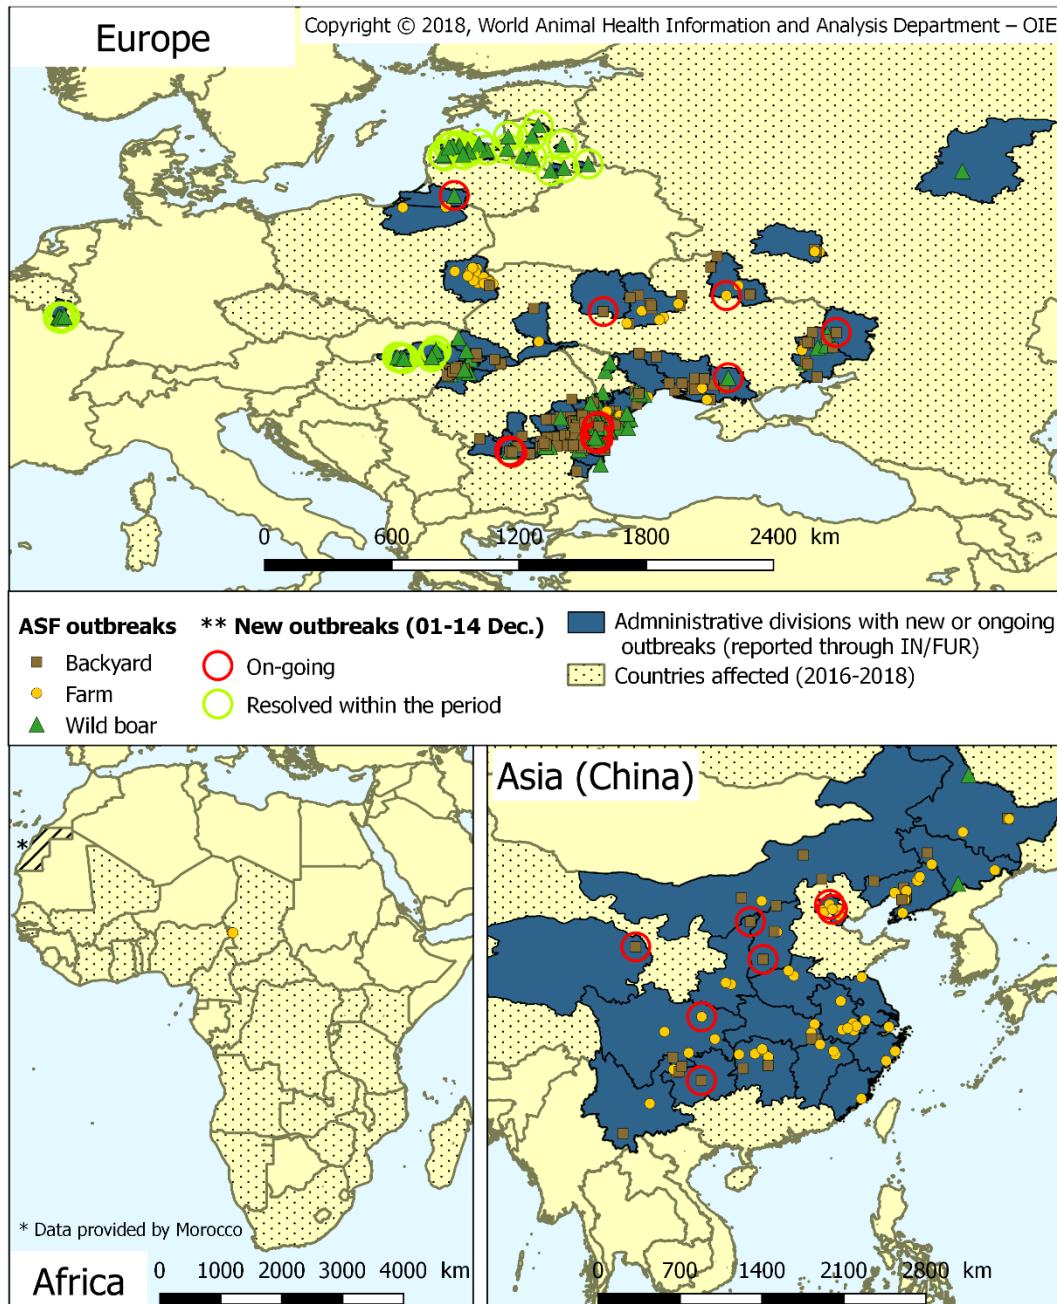 Europe
Copyright © 2018, World Animal Health Information and Analysis Department – OIE
0 600 1200 1800 2400 km
ASF outbreaks
Backyard
Farm
Wild boar
** New outbreaks (01-14 Dec.)
On-going
Resolved within the period
Admninistrative divisions with new or ongoing
outbreaks (reported through IN/FUR)
Countries affected (2016-2018)
*
* Data provided by Morocco
Africa
0 1000 2000 3000 4000 km
Asia (China)
0 700 1400 2100 2800 km